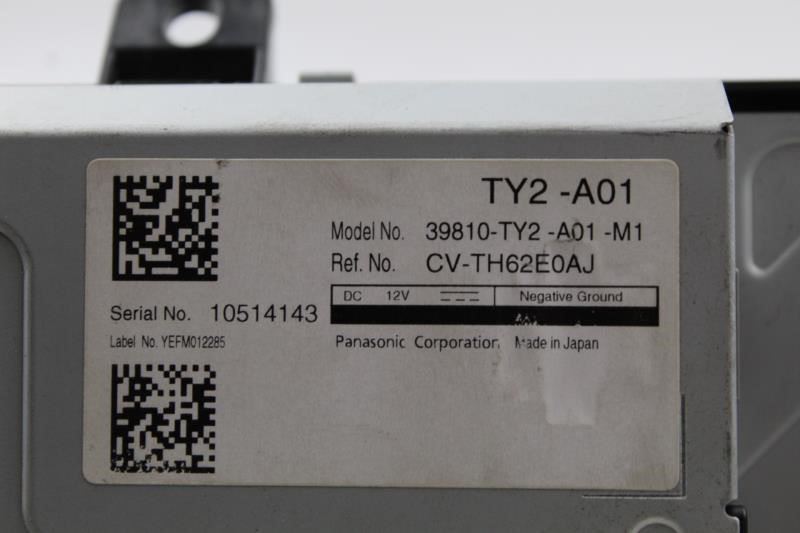 TY2 -A01
Model No. 39810-TY2 -A01 -M1
Ref. No. CV-TH62E0AJ
DC 12V Negative Ground
Serial No. 10514143
Label No. YEFM012285
Panasonic Corporation Made in Japan